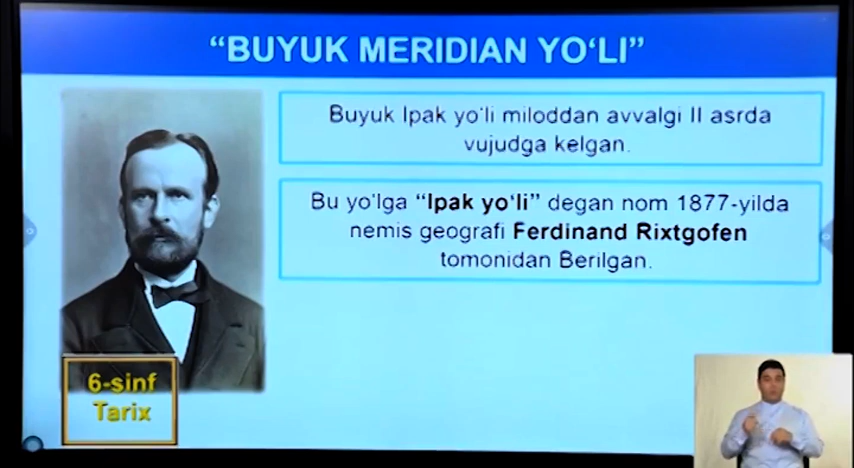 “BUYUK MERIDIAN YO‘LI”
Buyuk Ipak yo‘li miloddan avvalgi II asrda
vujudga kelgan.
Bu yo‘lga “Ipak yo‘li” degan nom 1877-yilda
nemis geografi Ferdinand Rixtgofen
tomonidan Berilgan.
6-sinf
Tarix